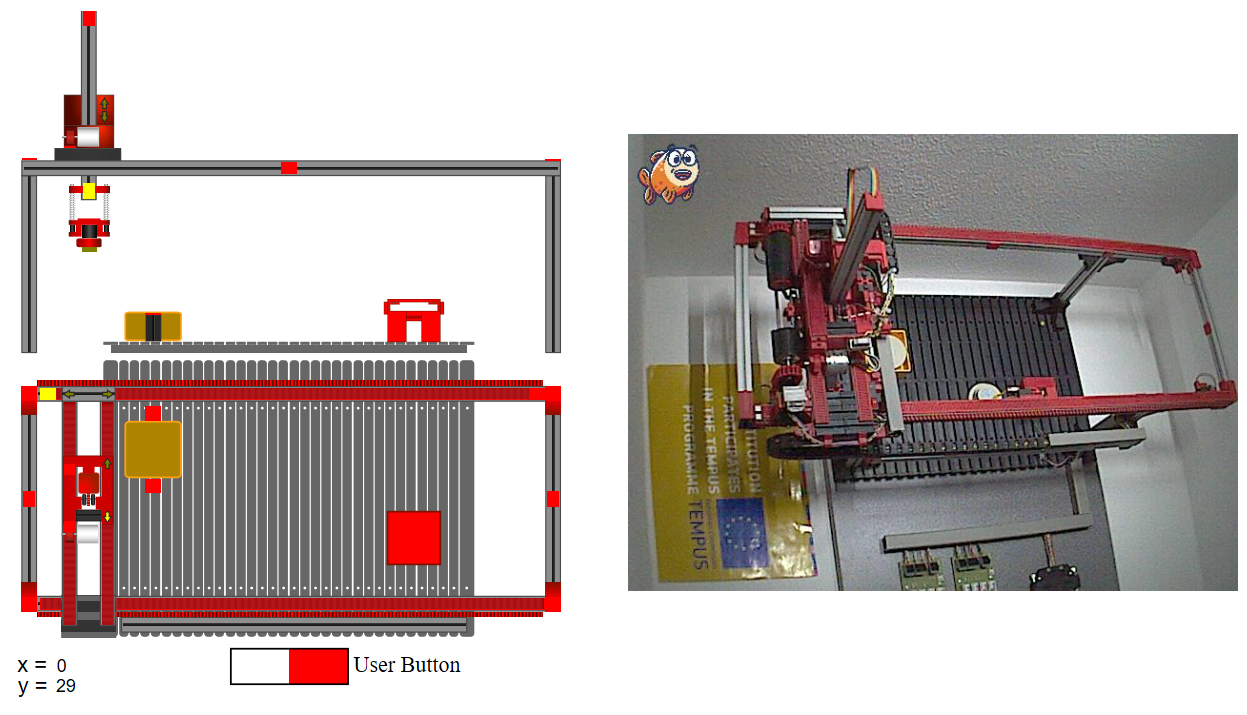 x = 0
y = 29
User Button
PARTICIPATES
IN THE TEMPUS
PROGRAMME
TEMPUS